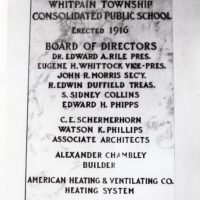 WHITPAIN TOWNSHIP
CONSOLIDATED PUBLIC SCHOOL
ERECTED 1916
BOARD OF DIRECTORS
DR. EDWARD A. RILE PRES.
EUGENE H. WHITTOCK VICE-PRES.
JOHN R. MORRIS SEC'Y.
R. EDWIN DUFFIELD TREAS.
S. SIDNEY COLLINS
EDWARD H. PHIPPS
C. E. SCHERMERHORN
WATSON K. PHILLIPS
ASSOCIATE ARCHITECTS
ALEXANDER CHAMBLEY
BUILDER
AMERICAN HEATING & VENTILATING CO.
HEATING SYSTEM